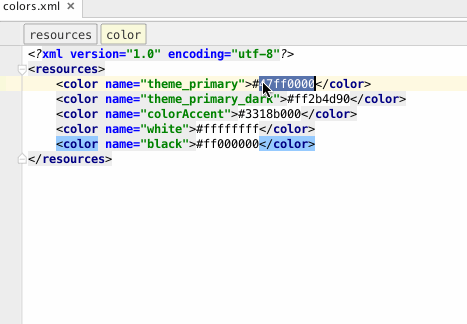 colors.xml
resources color
<?xml version="1.0" encoding="utf-8"?>
<resources>
<color name="theme_primary">#7ff0000</color>
<color name="theme_primary_dark">#ff2b4d90</color>
<color name="colorAccent">#3318b000</color>
<color name="white">#ffffffff</color>
<color name="black">#ff000000</color>
</resources>